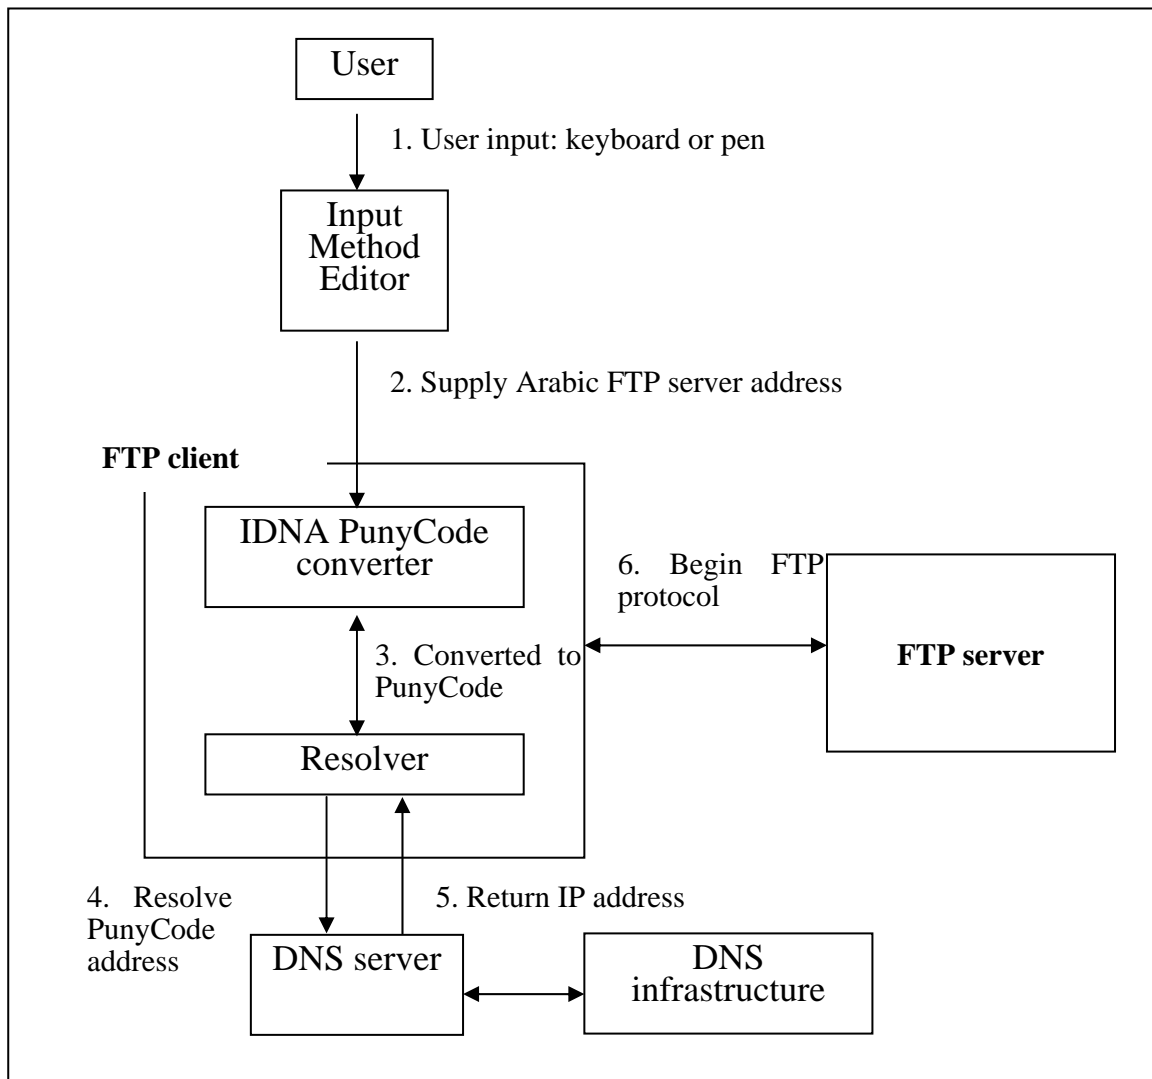 User
1. User input: keyboard or pen
Input
Method
Editor
2. Supply Arabic FTP server address
FTP client
IDNA PunyCode
converter
6. Begin FTP
protocol
FTP server
3. Converted to
PunyCode
Resolver
4. Resolve
PunyCode
address
5. Return IP address
DNS server
DNS
infrastructure